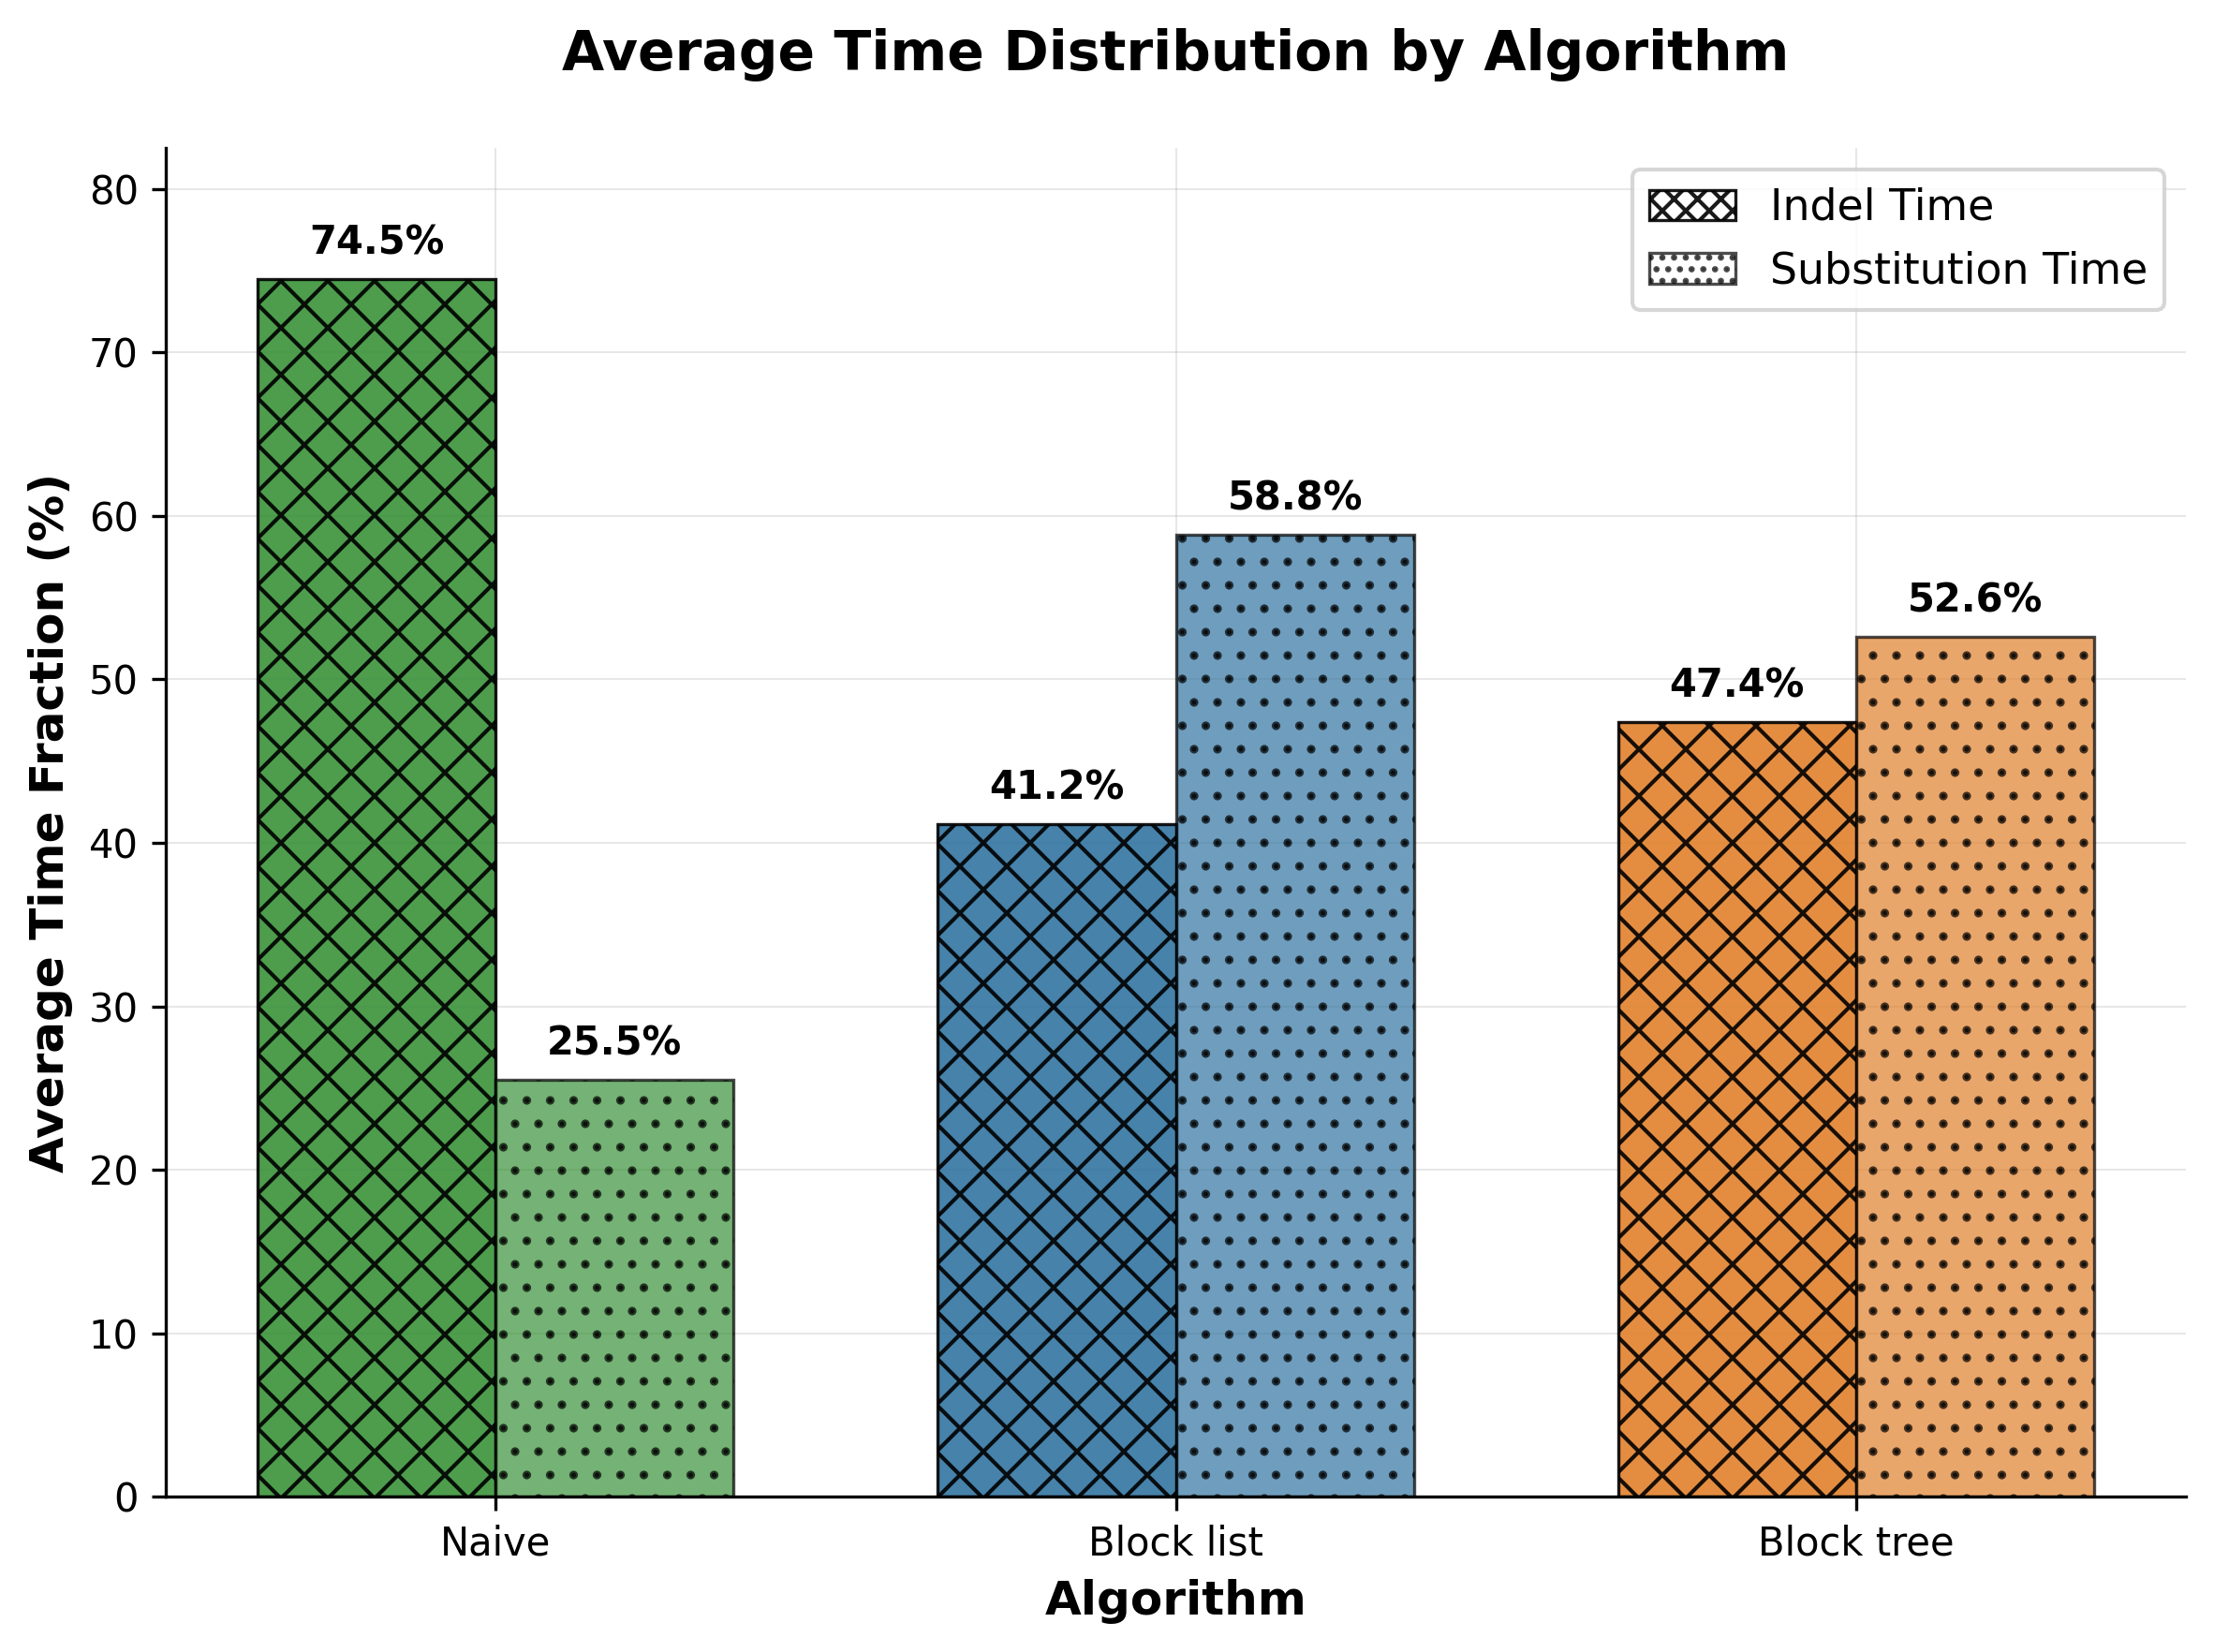 Average Time Distribution by Algorithm
Average Time Fraction (%)
80
70
60
50
40
30
20
10
0
74.5%
25.5%
41.2%
58.8%
47.4%
52.6%
Indel Time
Substitution Time
Naive
Block list
Block tree
Algorithm